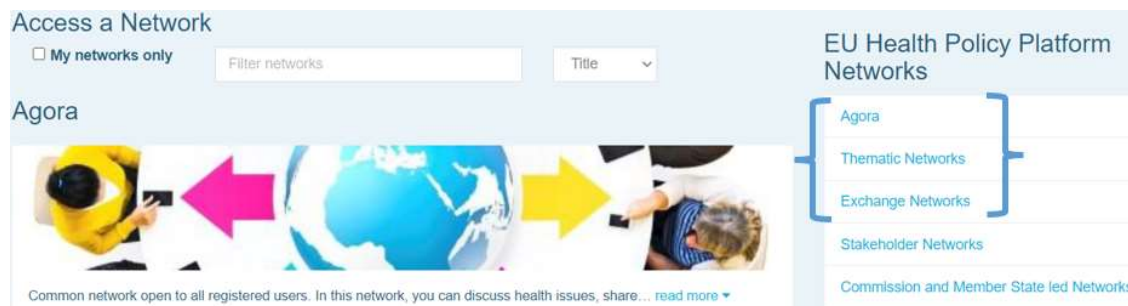 Access a Network
My networks only
Filter networks
Title
Agora
Common network open to all registered users. In this network, you can discuss health issues, share… read more
EU Health Policy Platform
Networks
Agora
Thematic Networks
Exchange Networks
Stakeholder Networks
Commission and Member State led Networks